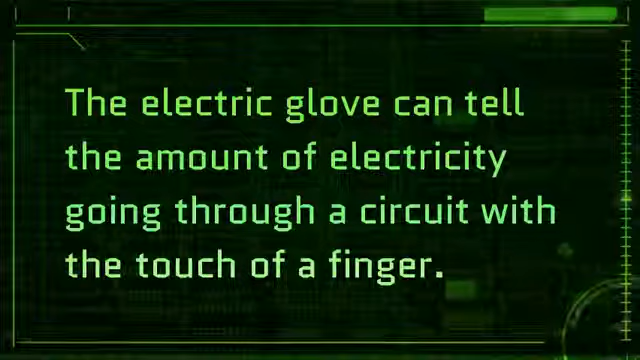 The electric glove can tell
the amount of electricity
going through a circuit with
the touch of a finger.